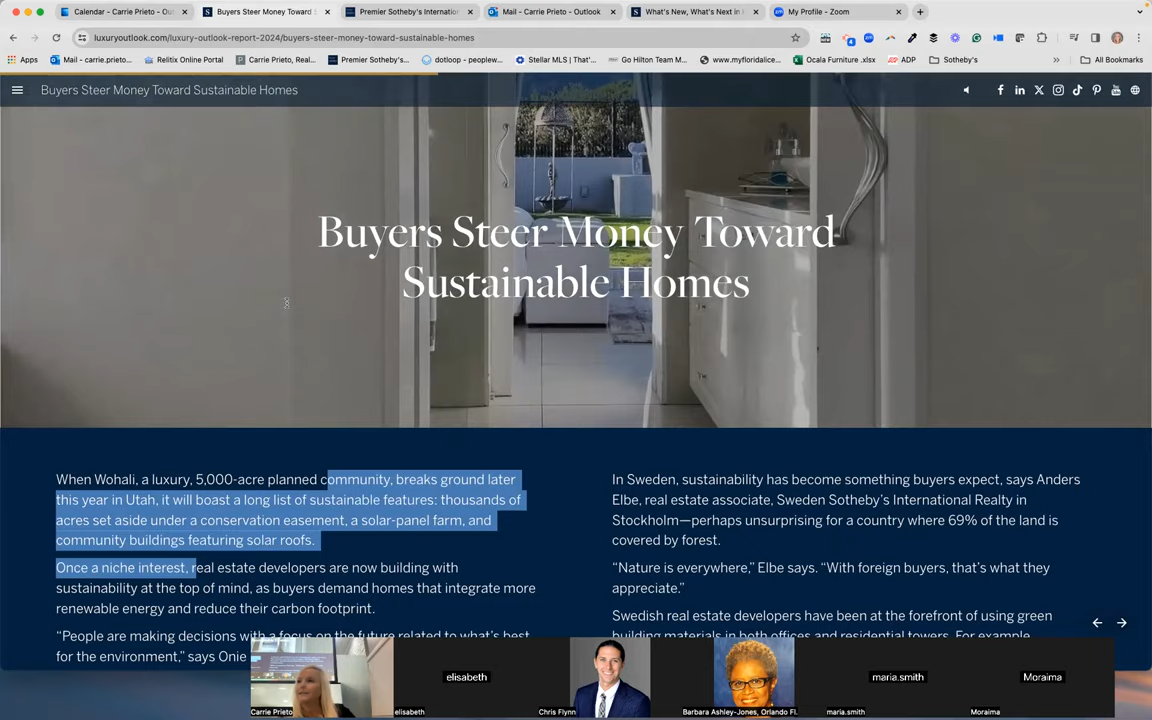 Calendar - Carrie Prieto - Out
Buyers Steer Money Toward S
Premier Sotheby's Internation
Mail - Carrie Prieto - Outlook
What's New, What's Next in
My Profile - Zoom
luxuryoutlook.com/luxury-outlook-report-2024/buyers-steer-money-toward-sustainable-homes
Apps
Mail - carrie.prieto...
Relitix Online Portal
Carrie Prieto, Real...
Premier Sotheby's...
dotloop - peoplew...
Stellar MLS | That'...
Go Hilton Team M...
www.myfloridalice...
Ocala Furniture .xlsx
ADP
Sotheby's
All Bookmarks
Buyers Steer Money Toward Sustainable Homes
Buyers Steer Money Toward
Sustainable Homes
When Wohali, a luxury, 5,000-acre planned community, breaks ground later
this year in Utah, it will boast a long list of sustainable features: thousands of
acres set aside under a conservation easement, a solar-panel farm, and
community buildings featuring solar roofs.
Once a niche interest, real estate developers are now building with
sustainability at the top of mind, as buyers demand homes that integrate more
renewable energy and reduce their carbon footprint.
“People are making decisions with a focus on the future related to what’s best
for the environment,” says Onie
In Sweden, sustainability has become something buyers expect, says Anders
Elbe, real estate associate, Sweden Sotheby’s International Realty in
Stockholm—perhaps unsurprising for a country where 69% of the land is
covered by forest.
“Nature is everywhere,” Elbe says. “With foreign buyers, that’s what they
appreciate.”
Swedish real estate developers have been at the forefront of using green
building materials in both offices and residential towers. For example
elisabeth
maria.smith
Moraima
Carrie Prieto
elisabeth
Chris Flynn
Barbara Ashley-Jones, Orlando Fl.
maria.smith
Moraima